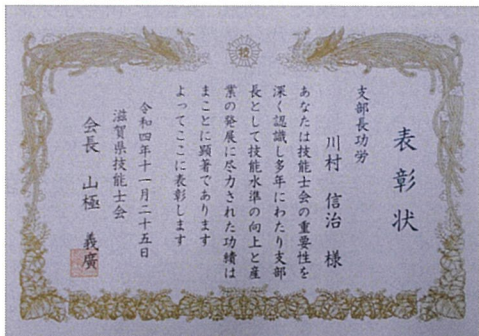 技
表彰状
支部長功労
川村 信治 様
あなたは技能士会の重要性を
深く認識し多年にわたり支部
長として技能水準の向上と産
業の発展に尽力された功績は
まことに顕著であります
よってここに表彰します
令和四年十一月二十五日
滋賀県技能士会
会長 山極 義廣